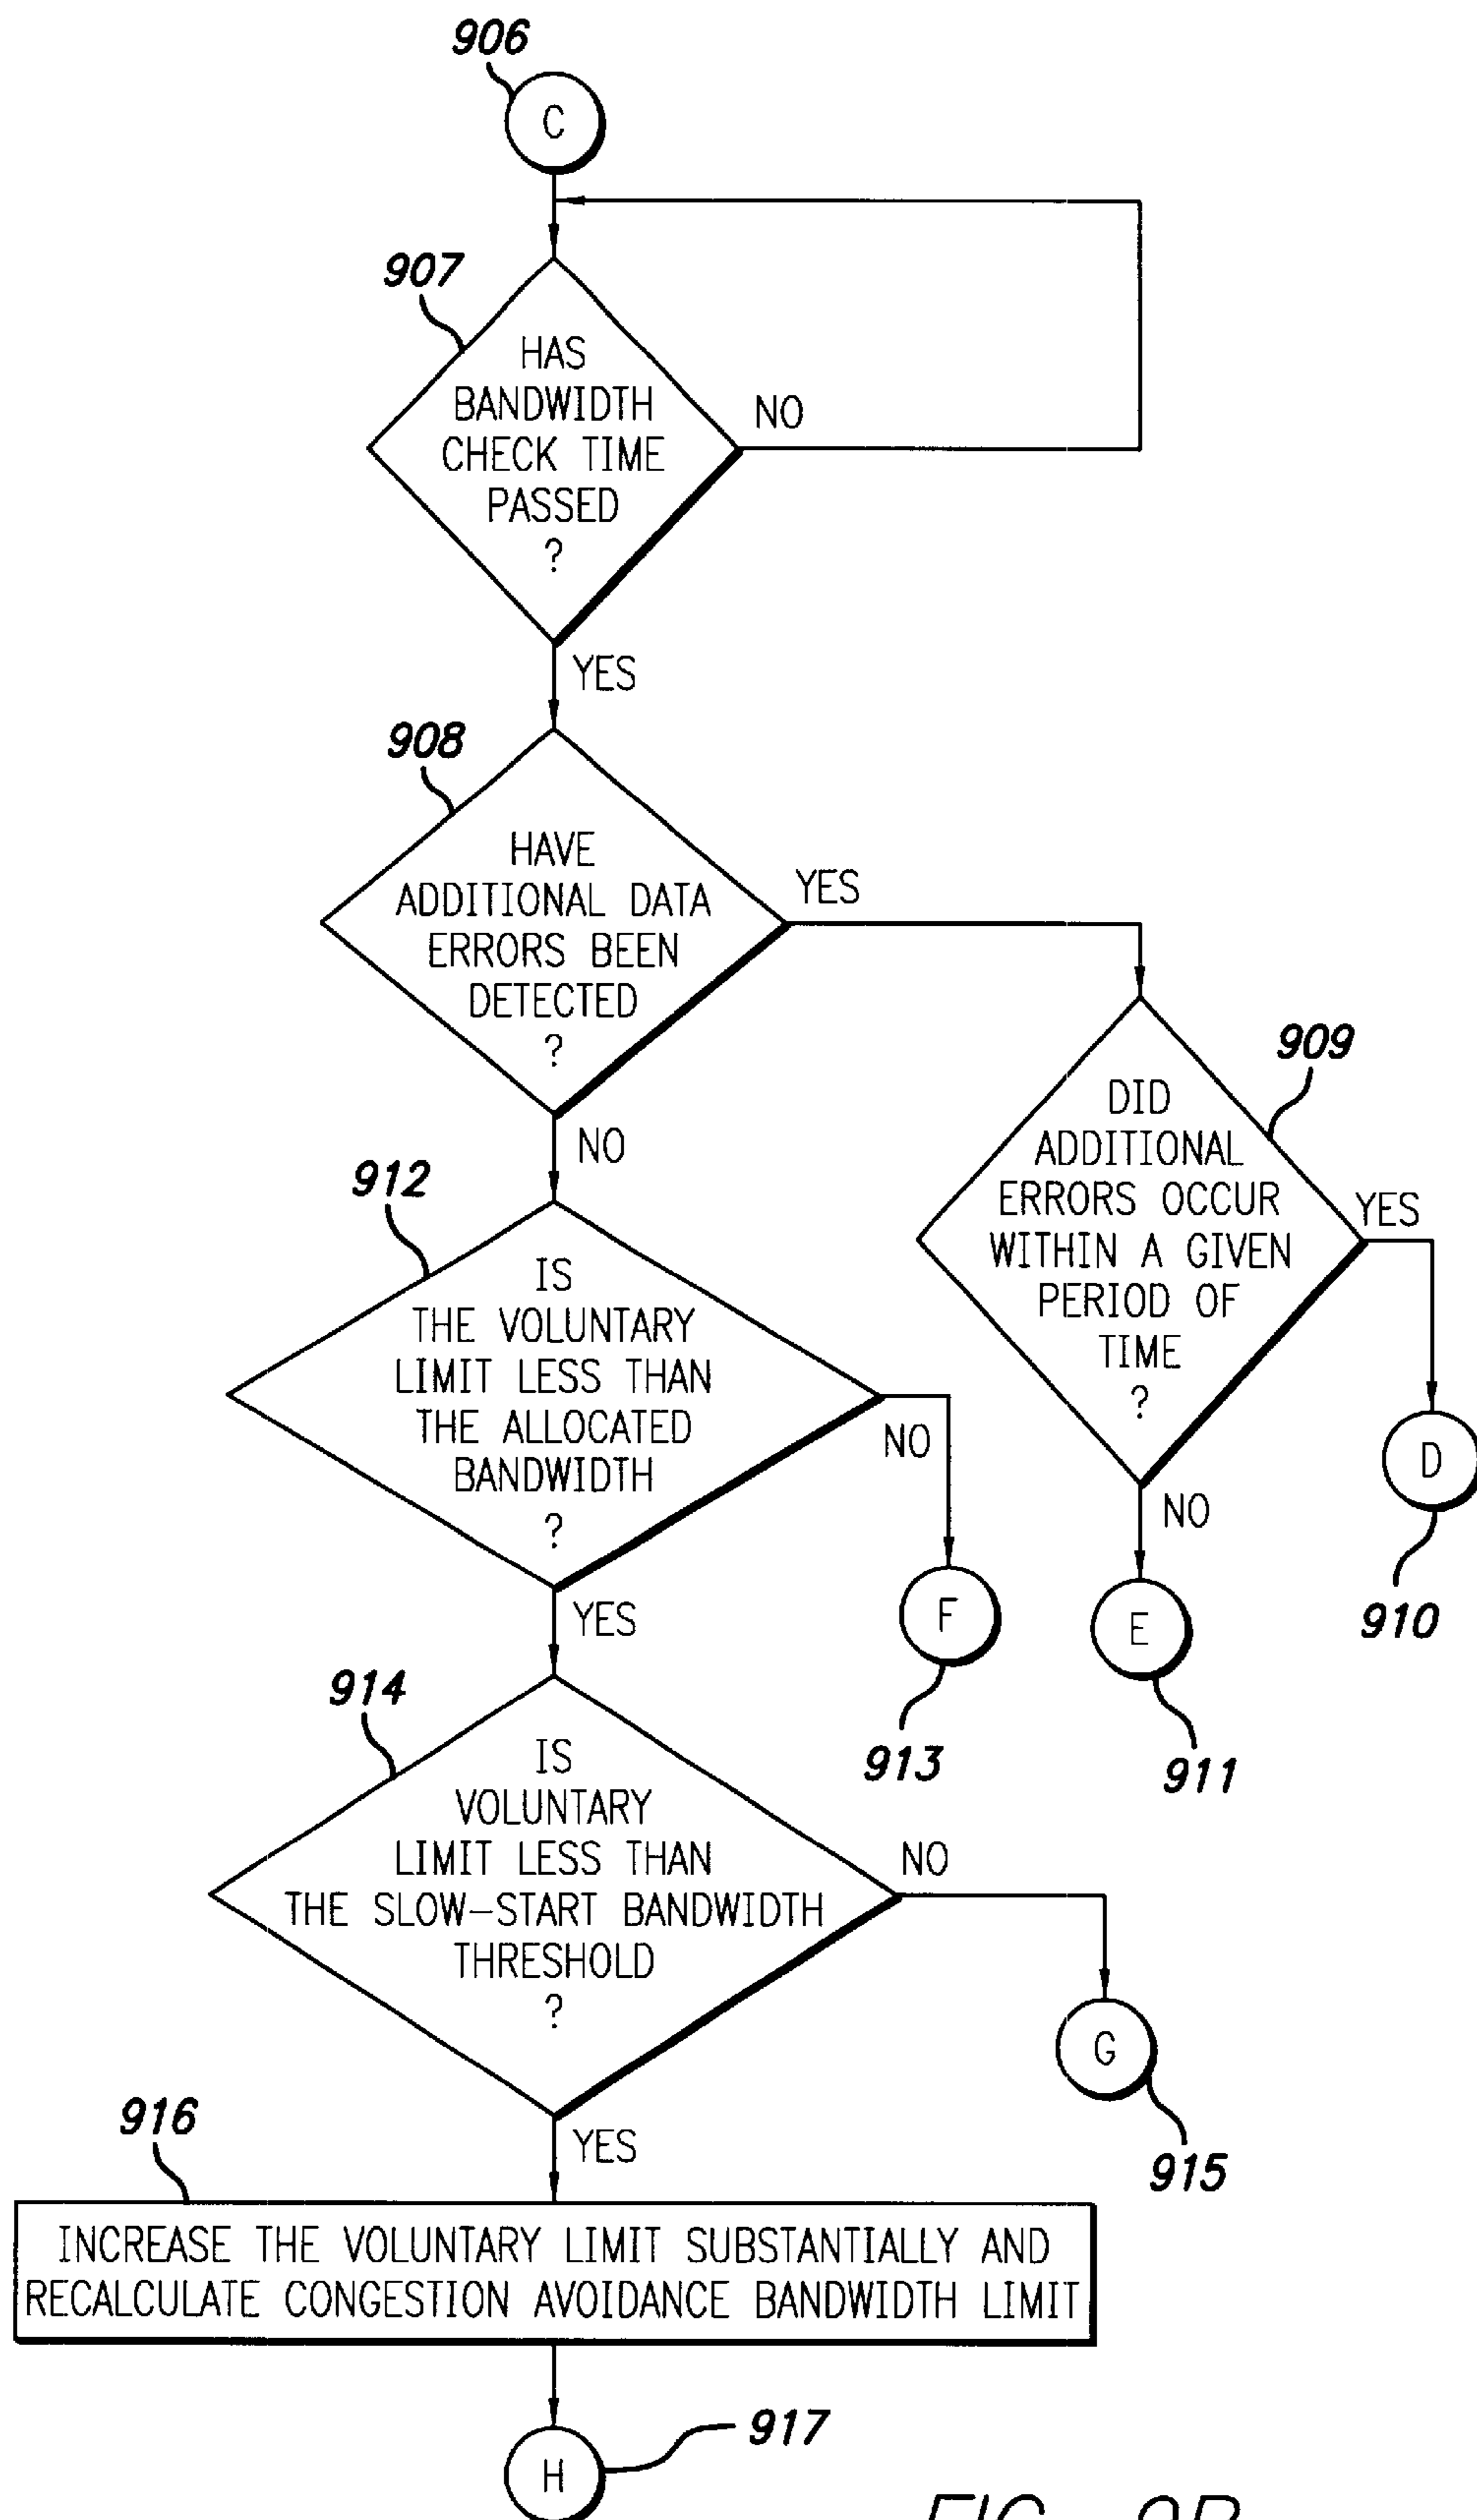 906
C
907
HAS
BANDWIDTH
CHECK TIME
PASSED
?
NO
YES
908
HAVE
ADDITIONAL DATA
ERRORS BEEN
DETECTED
?
YES
NO
909
DID
ADDITIONAL
ERRORS OCCUR
WITHIN A GIVEN
PERIOD OF
TIME
?
YES
NO
D
910
E
911
912
IS
THE VOLUNTARY
LIMIT LESS THAN
THE ALLOCATED
BANDWIDTH
?
NO
YES
F
913
914
IS
VOLUNTARY
LIMIT LESS THAN
THE SLOW-START BANDWIDTH
THRESHOLD
?
NO
YES
G
915
916
INCREASE THE VOLUNTARY LIMIT SUBSTANTIALLY AND
RECALCULATE CONGESTION AVOIDANCE BANDWIDTH LIMIT
H
917